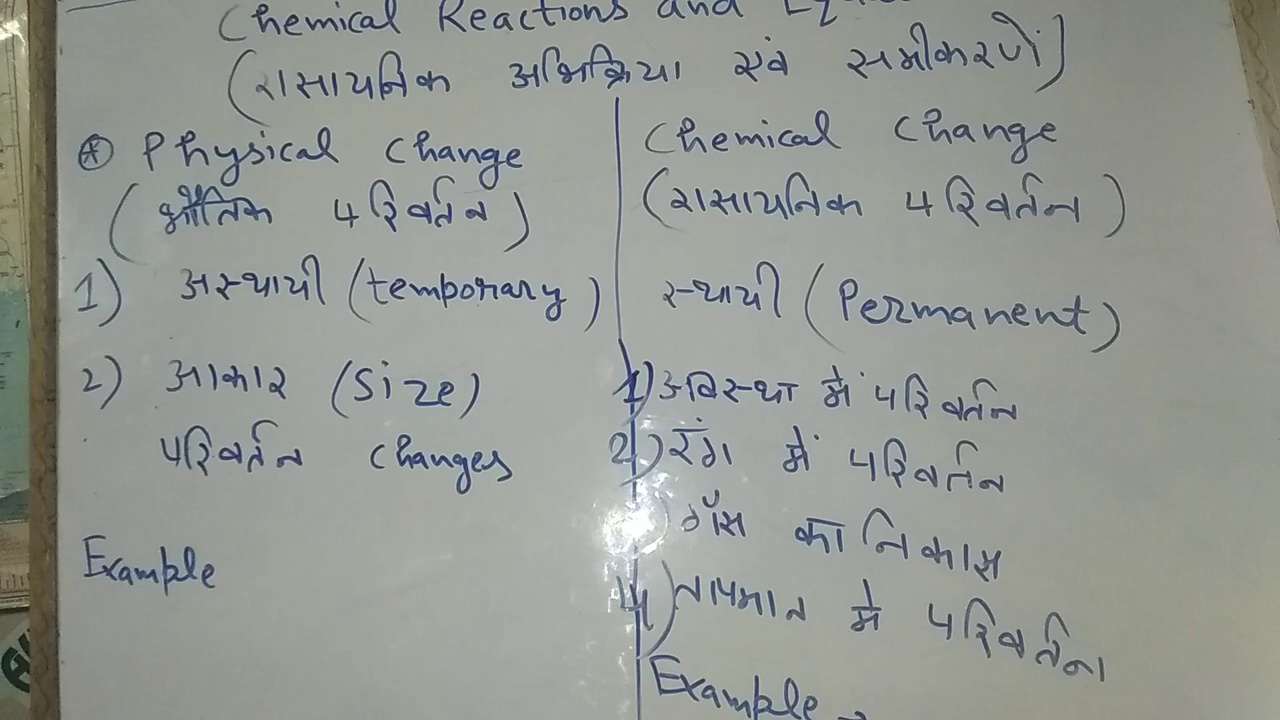 Chemical Reactions and
(रासायनिक अभिक्रिया एवं समीकरणें)
Physical Change
(भौतिक परिवर्तन)
1) अस्थायी (temporary)
2) आकार (Size)
परिवर्तन changes
Example
Chemical Change
(रासायनिक परिवर्तन)
स्थायी (Permanent)
1) अवस्था में परिवर्तन
2) रंग में परिवर्तन
गॅस का निकास
4) तापमान मे परिवर्तन
Example